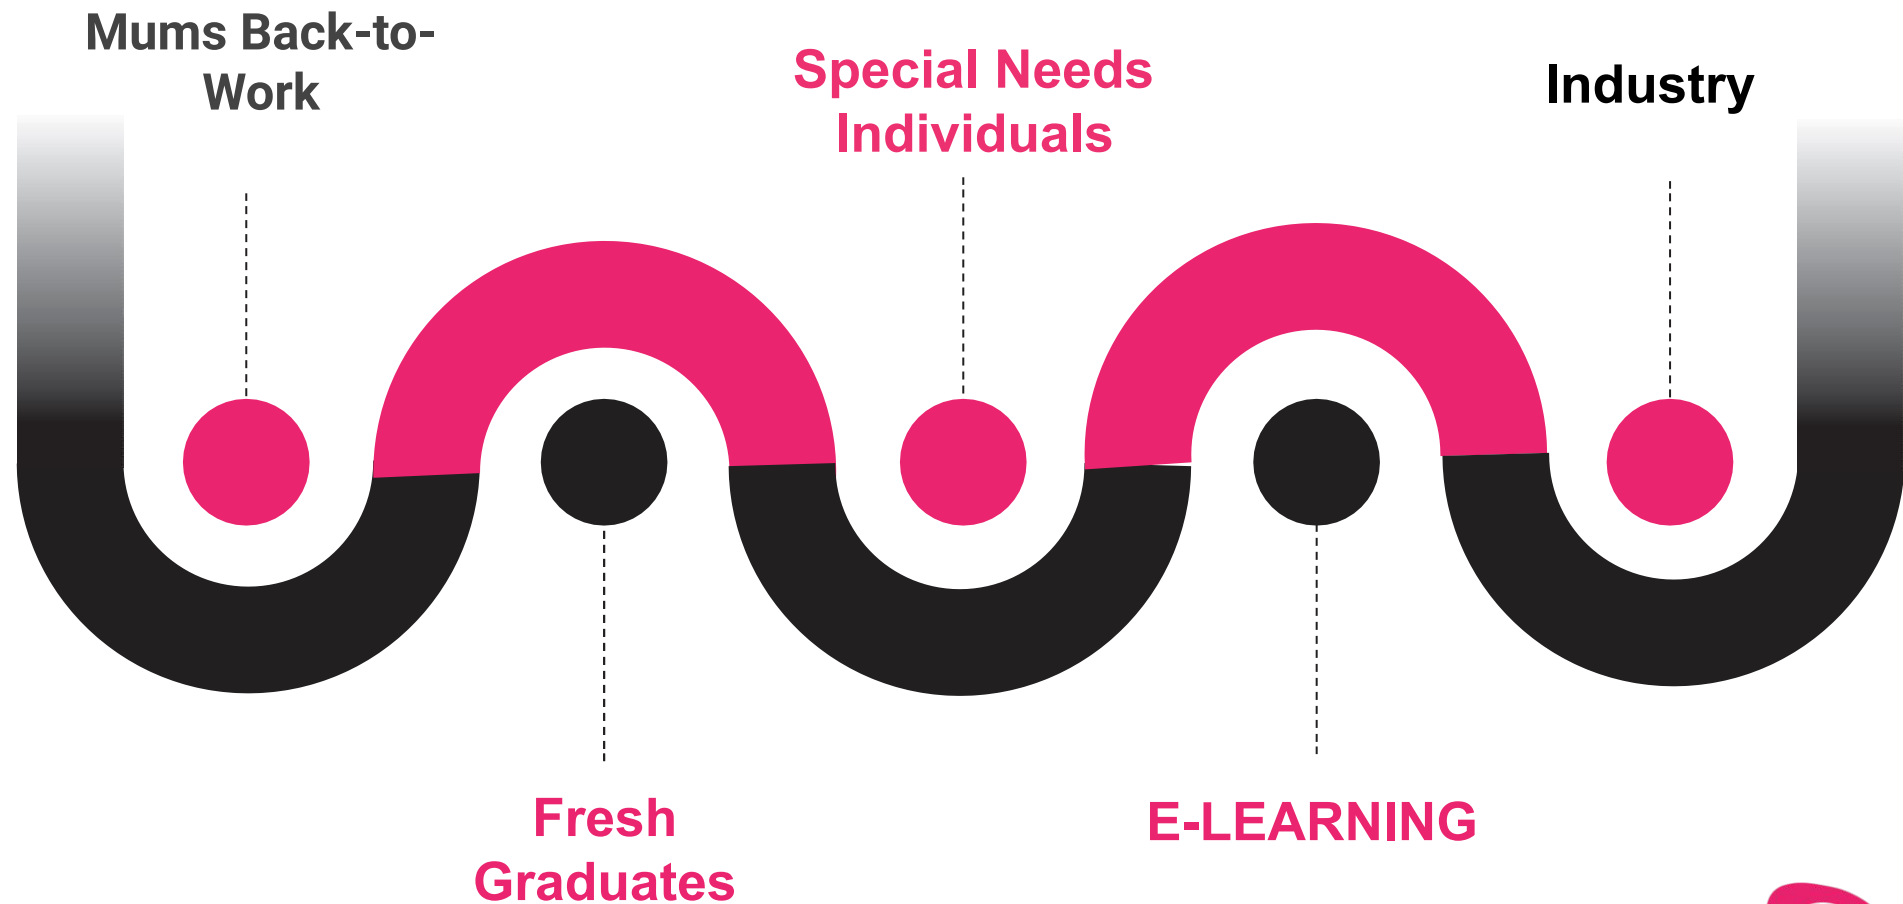 Mums Back-to-
Work
Fresh
Graduates
Special Needs
Individuals
E-LEARNING
Industry